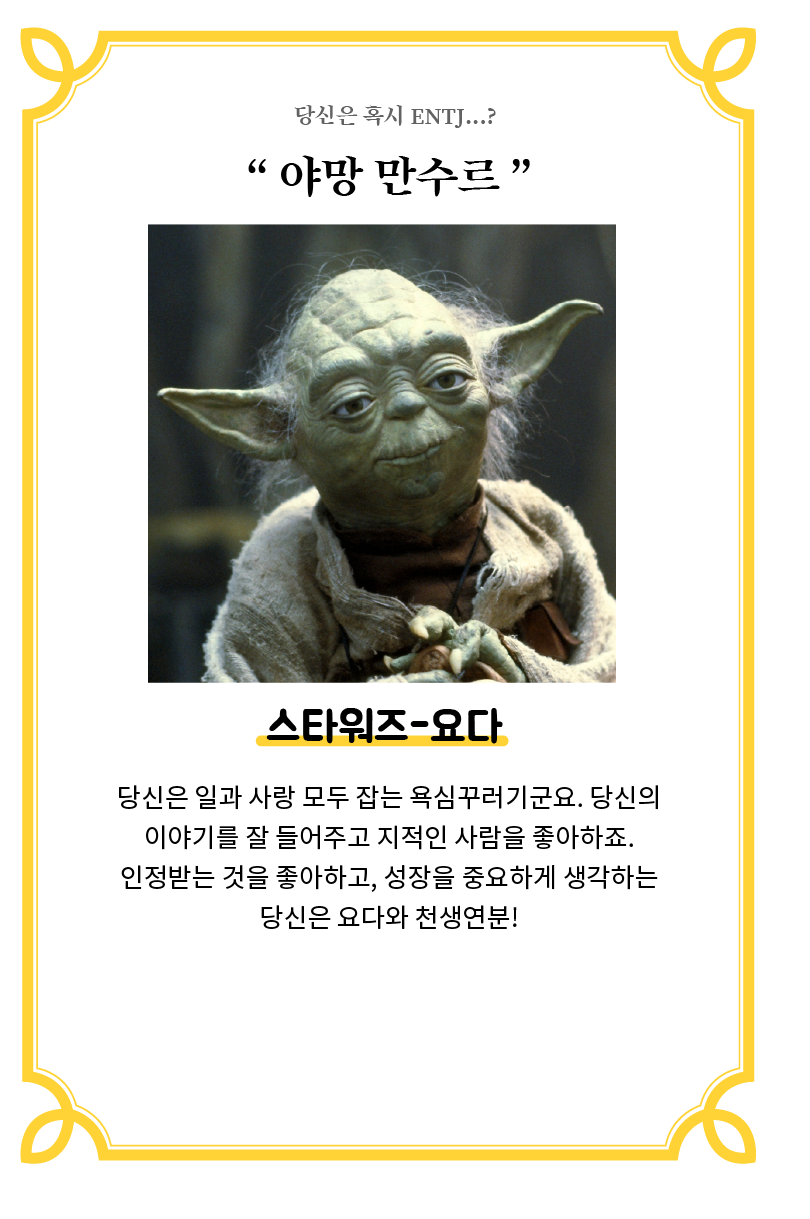 당신은 혹시 ENTJ...?
“ 야망 만수르 ”
스타워즈-요다
당신은 일과 사랑 모두 잡는 욕심꾸러기군요. 당신의
이야기를 잘 들어주고 지적인 사람을 좋아하죠.
인정받는 것을 좋아하고, 성장을 중요하게 생각하는
당신은 요다와 천생연분!